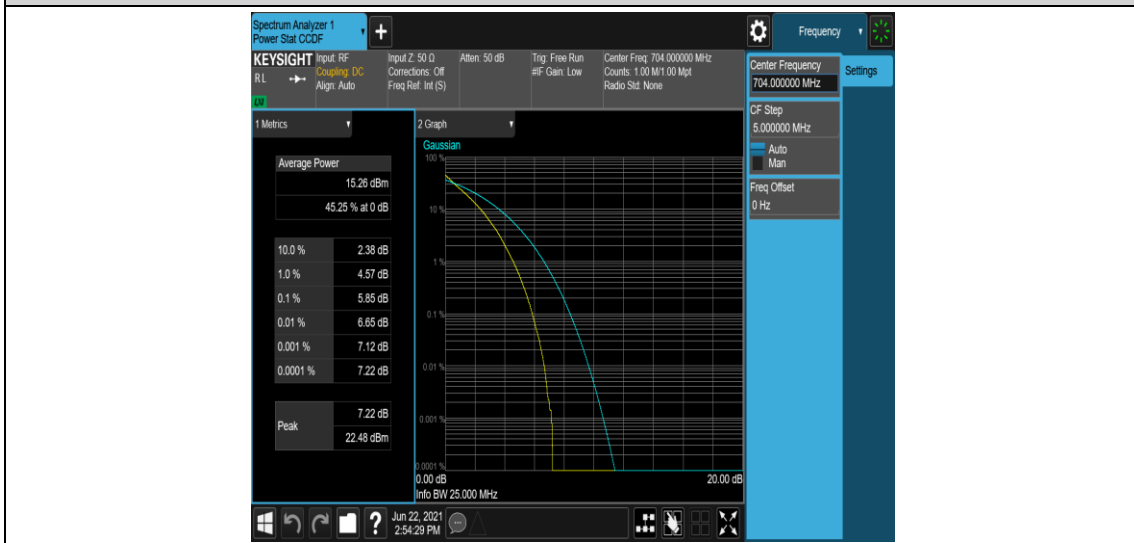 Spectrum Analyzer 1
Power Stat CCDF
Frequency
KEYSIGHT
RL
Input: RF
Coupling: DC
Align: Auto
Input Z: 50 Ω
Corrections: Off
Freq Ref: Int (S)
Atten: 50 dB
Trig: Free Run
#IF Gain: Low
Center Freq: 704.000000 MHz
Counts: 1.00 M/1.00 Mpt
Radio Std: None
1 Metrics
Average Power
15.26 dBm
45.25 % at 0 dB
10.0 % 2.38 dB
1.0 % 4.57 dB
0.1 % 5.85 dB
0.01 % 6.65 dB
0.001 % 7.12 dB
0.0001 % 7.22 dB
Peak
7.22 dB
22.48 dBm
2 Graph
Gaussian
100 %
10 %
1 %
0.1 %
0.01 %
0.001 %
0.0001 %
0.00 dB 20.00 dB
Info BW 25.000 MHz
Center Frequency
704.000000 MHz
Settings
CF Step
5.000000 MHz
Auto
Man
Freq Offset
0 Hz
?
Jun 22, 2021
2:54:29 PM